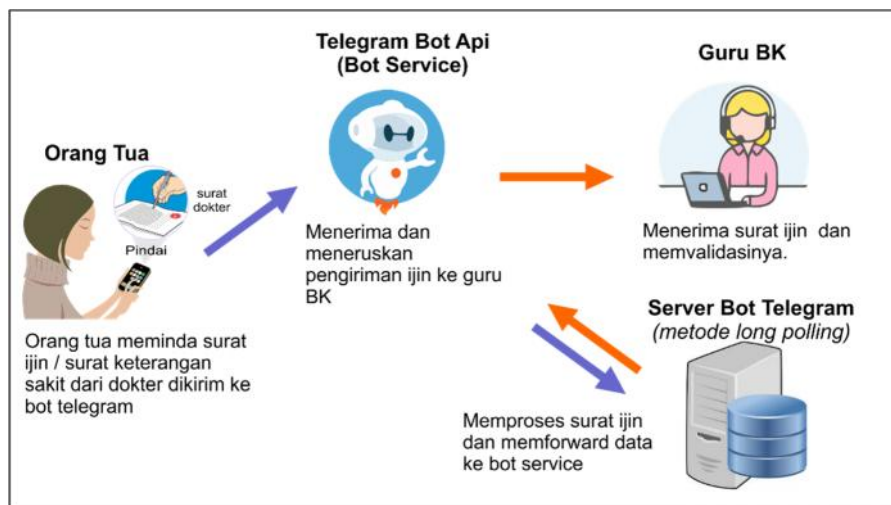 Telegram Bot Api
(Bot Service)
Guru BK
Orang Tua
surat
dokter
Pindai
Menerima dan
meneruskan
pengiriman ijin ke guru
BK
Menerima surat ijin dan
memvalidasinya.
Orang tua meminda surat
ijin / surat keterangan
sakit dari dokter dikirim ke
bot telegram
Server Bot Telegram
(metode long polling)
Memproses surat ijin
dan memforward data
ke bot service